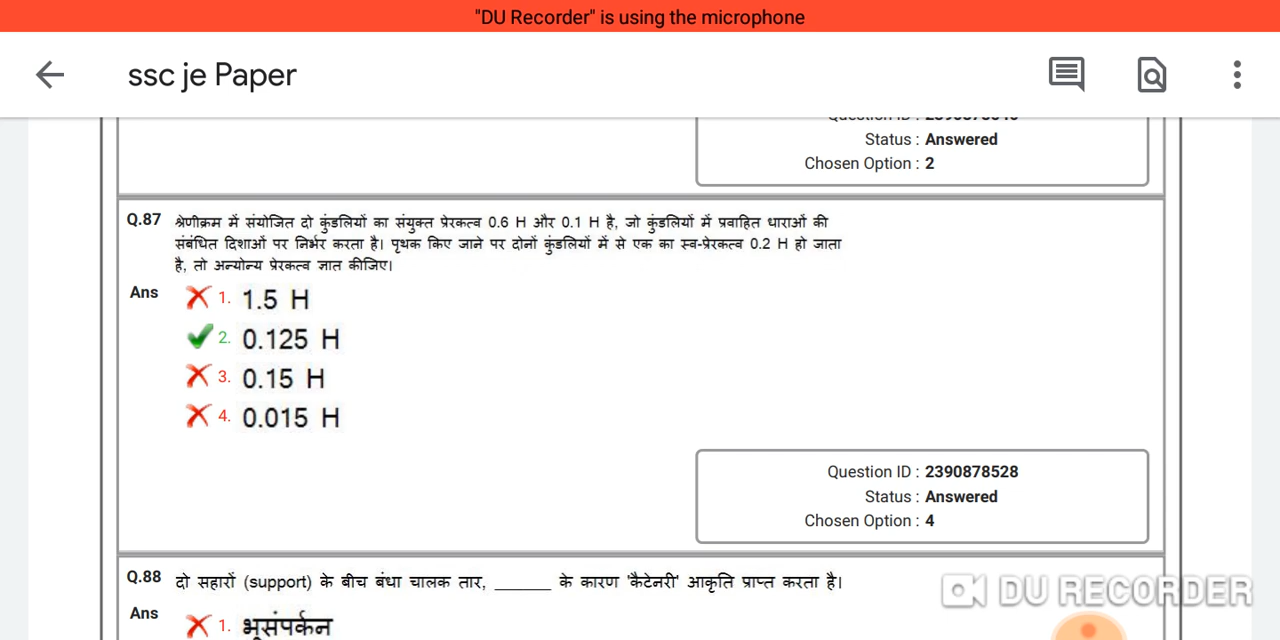 "DU Recorder" is using the microphone
ssc je Paper
Status : Answered
Chosen Option : 2
Q.87 श्रेणीक्रम में संयोजित दो कुंडलियों का संयुक्त प्रेरकत्व 0.6 H और 0.1 H है, जो कुंडलियों में प्रवाहित धाराओं की
संबंधित दिशाओं पर निर्भर करता है। पृथक किए जाने पर दोनों कुंडलियों में से एक का स्व-प्रेरकत्व 0.2 H हो जाता
है, तो अन्योन्य प्रेरकत्व ज्ञात कीजिए।
Ans 1. 1.5 H
2. 0.125 H
3. 0.15 H
4. 0.015 H
Question ID : 2390878528
Status : Answered
Chosen Option : 4
Q.88 दो सहारों (support) के बीच बंधा चालक तार, ______ के कारण 'कैटेनरी' आकृति प्राप्त करता है।
DU RECORDER
Ans 1. भूसंपर्कन